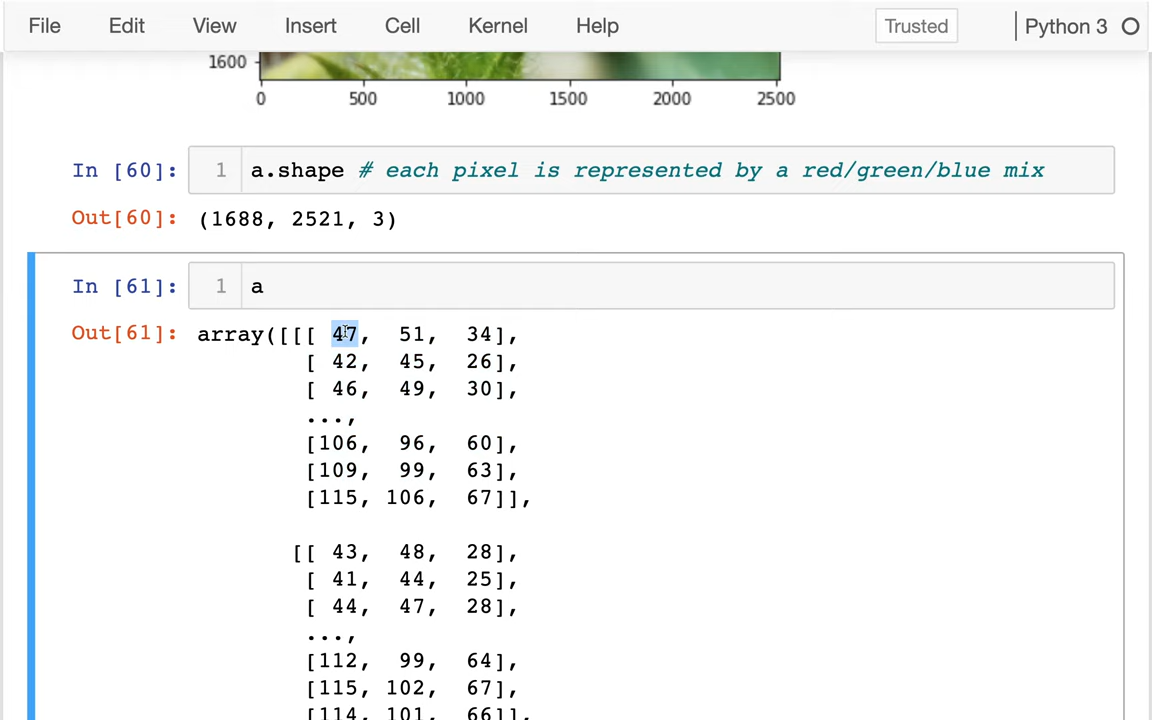 File Edit View Insert Cell Kernel Help Trusted Python 3
1600
0 500 1000 1500 2000 2500
In [60]: 1 a.shape # each pixel is represented by a red/green/blue mix
Out[60]: (1688, 2521, 3)
In [61]: 1 a
Out[61]: array([[[ 47, 51, 34],
[ 42, 45, 26],
[ 46, 49, 30],
...,
[106, 96, 60],
[109, 99, 63],
[115, 106, 67]],
[[ 43, 48, 28],
[ 41, 44, 25],
[ 44, 47, 28],
...,
[112, 99, 64],
[115, 102, 67],
[114, 101, 66]],